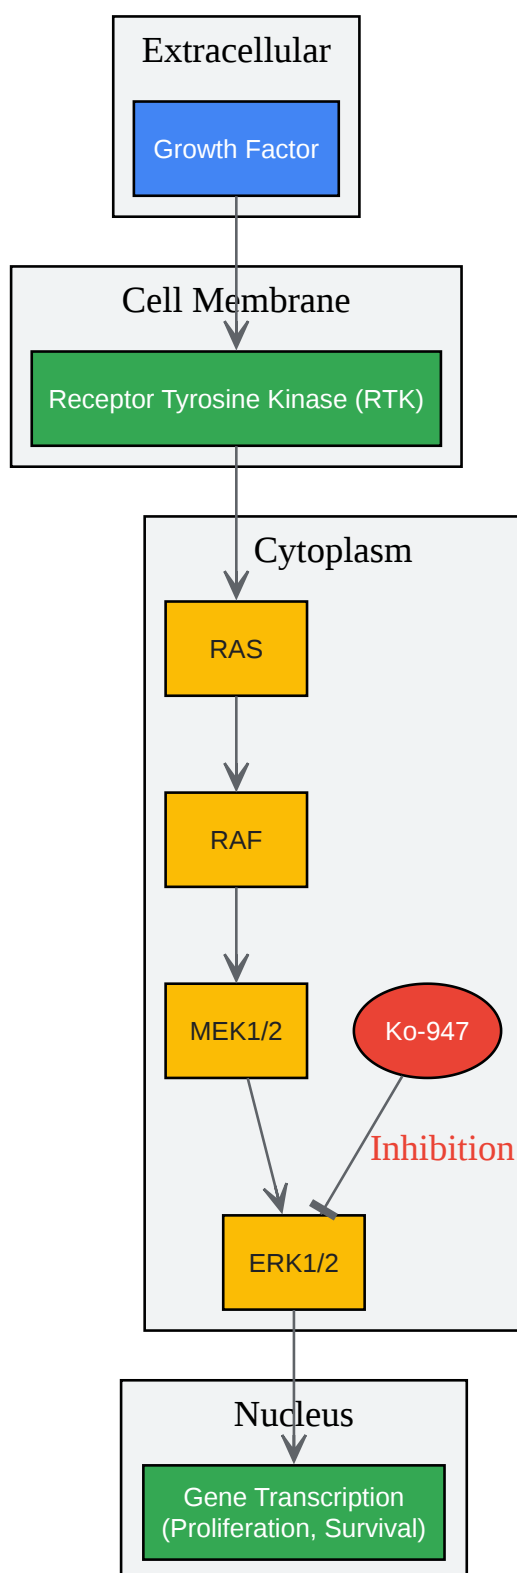 Extracellular
Growth Factor
Cell Membrane
Receptor Tyrosine Kinase (RTK)
Cytoplasm
RAS
RAF
MEK1/2
Ko-947
Inhibition
ERK1/2
Nucleus
Gene Transcription
(Proliferation, Survival)